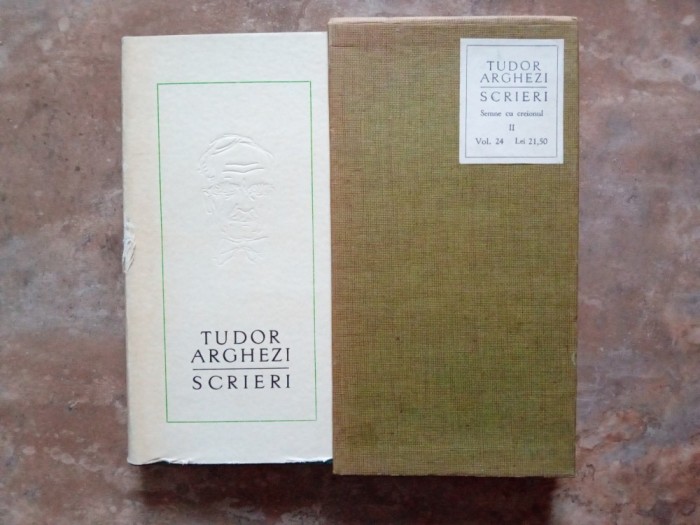 TUDOR
ARGHEZI
SCRIERI
TUDOR
ARGHEZI
SCRIERI
Semne cu creionul
II
Vol. 24 Lei 21,50